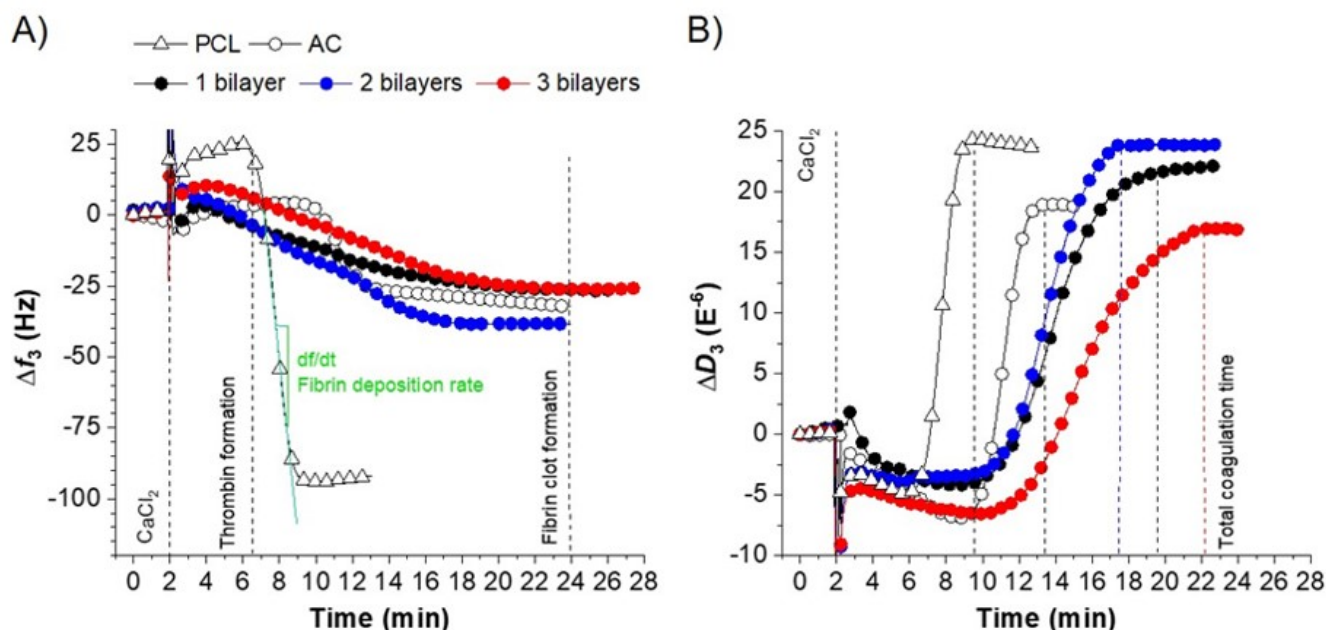 A)
PCL AC
1 bilayer 2 bilayers 3 bilayers
25
0
-25
-50
-75
-100
Δf₃ (Hz)
CaCl₂
Thrombin formation
df/dt
Fibrin deposition rate
Fibrin clot formation
0 2 4 6 8 10 12 14 16 18 20 22 24 26 28
Time (min)
B)
25
20
15
10
5
0
-5
-10
ΔD₃ (E⁻⁶)
CaCl₂
Total coagulation time
0 2 4 6 8 10 12 14 16 18 20 22 24 26 28
Time (min)